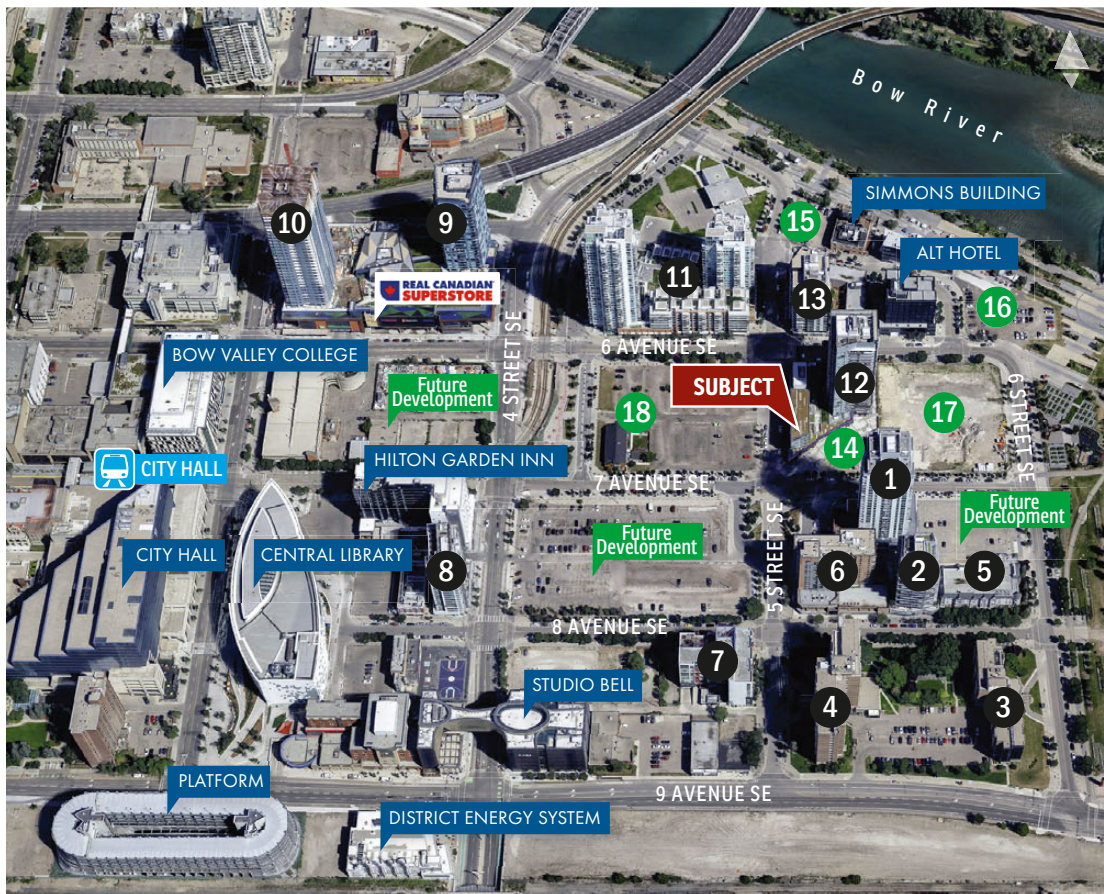 Bow River
SIMMONS BUILDING
15
10
9
ALT HOTEL
11
REAL CANADIAN
SUPERSTORE
13
16
6 AVENUE SE
BOW VALLEY COLLEGE
4 STREET SE
Future
Development
SUBJECT
12
6 STREET SE
18
17
14
HILTON GARDEN INN
CITY HALL
7 AVENUE SE
1
Future
Development
Future
Development
CITY HALL
CENTRAL LIBRARY
8
5 STREET SE
6
2
5
8 AVENUE SE
7
STUDIO BELL
4
3
PLATFORM
9 AVENUE SE
DISTRICT ENERGY SYSTEM